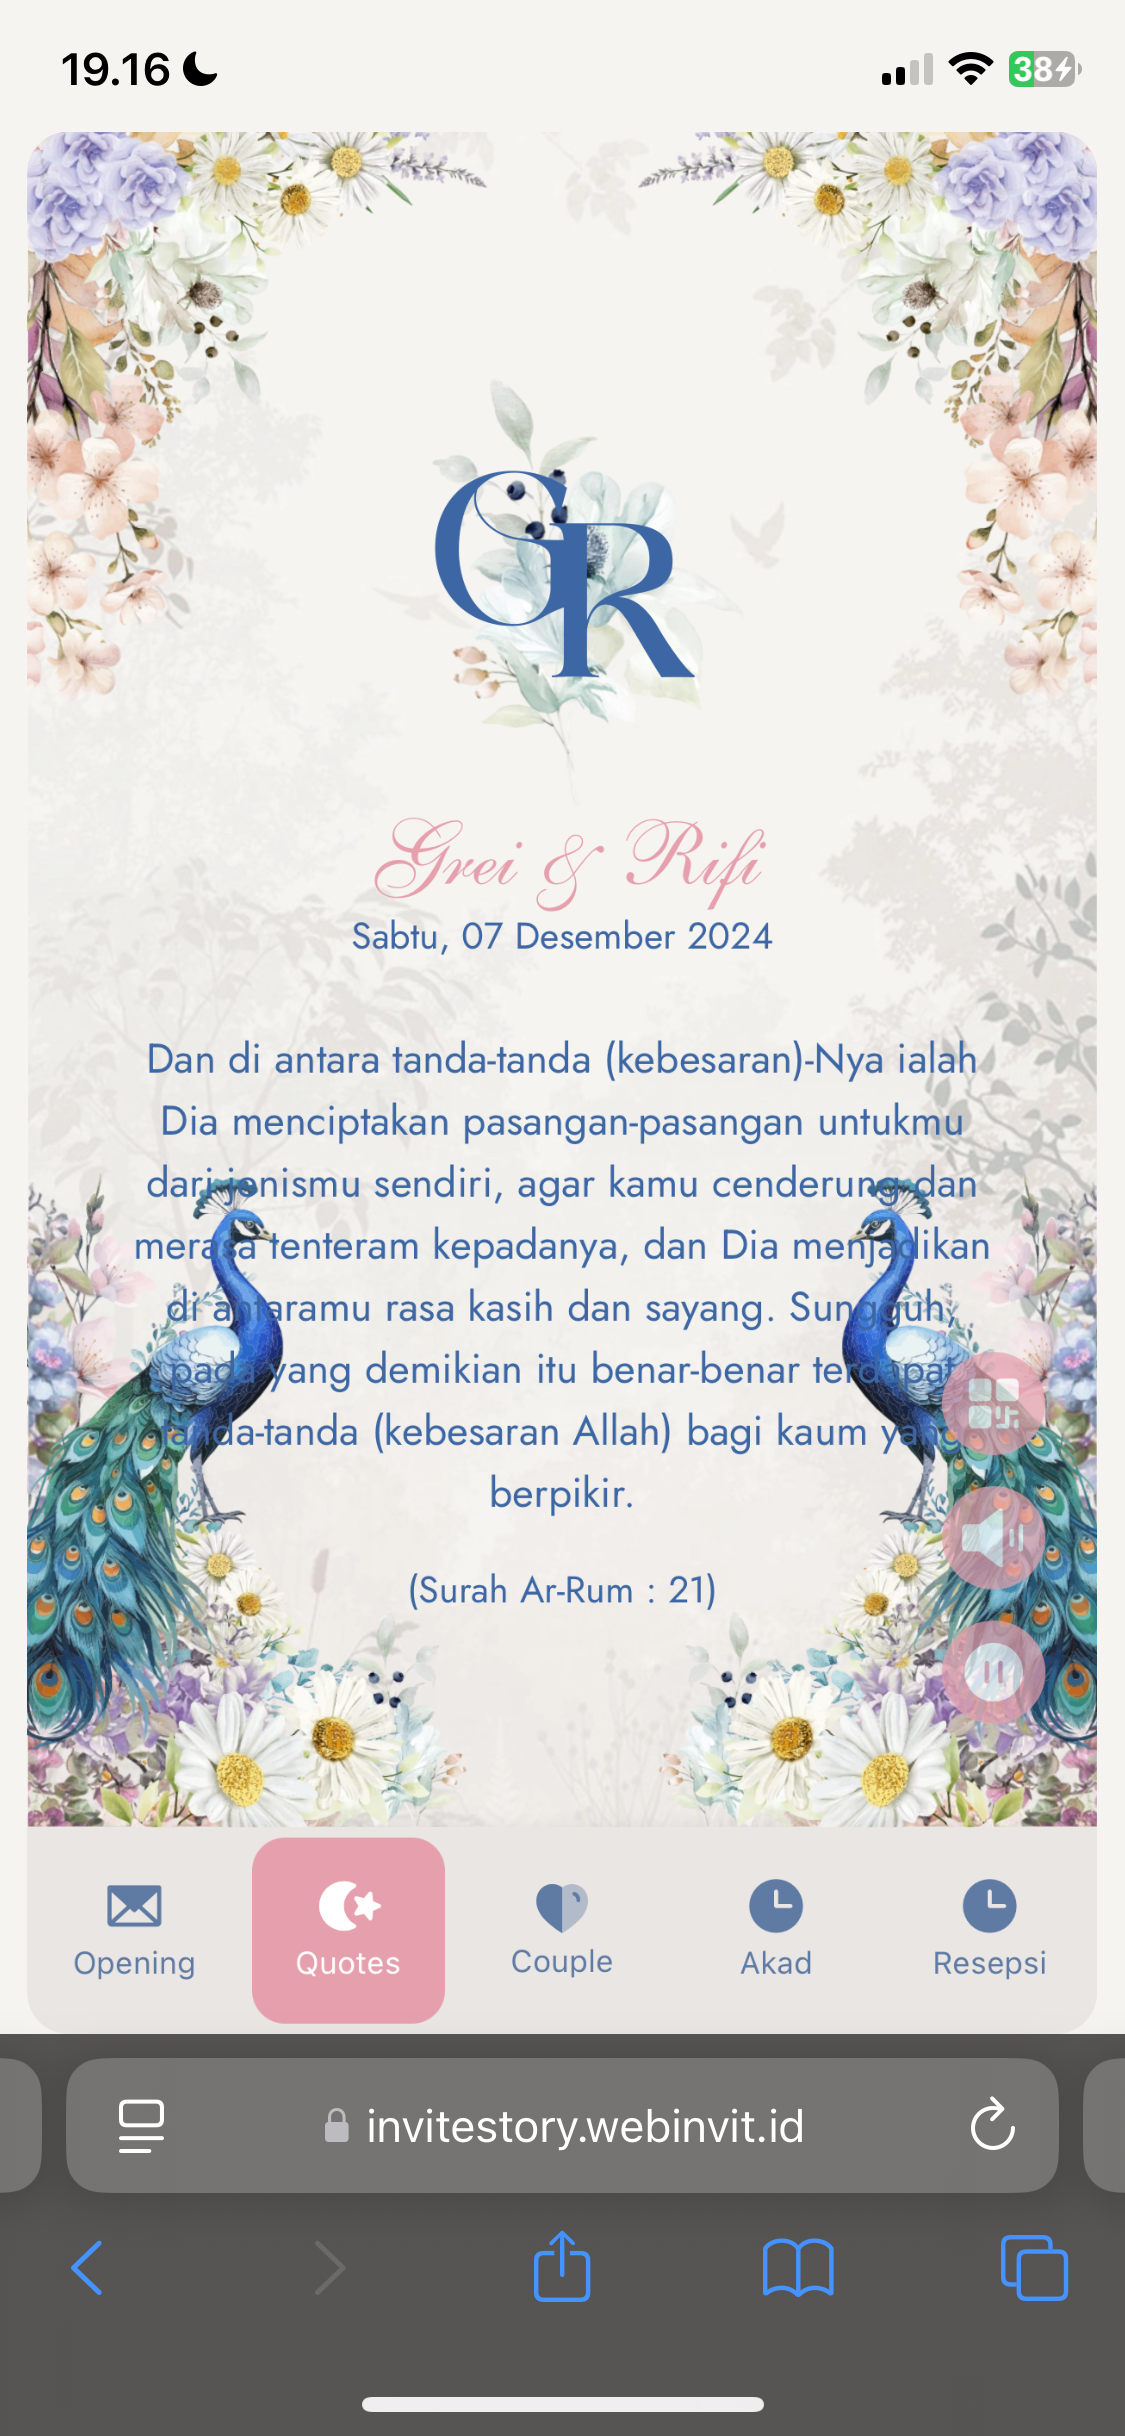 19.16
38
GR
Grei & Rifi
Sabtu, 07 Desember 2024
Dan di antara tanda-tanda (kebesaran)-Nya ialah
Dia menciptakan pasangan-pasangan untukmu
dari jenismu sendiri, agar kamu cenderung dan
merasa tenteram kepadanya, dan Dia menjadikan
di antaramu rasa kasih dan sayang. Sungguh,
pada yang demikian itu benar-benar terdapat
tanda-tanda (kebesaran Allah) bagi kaum yang
berpikir.
(Surah Ar-Rum : 21)
Opening
Quotes
Couple
Akad
Resepsi
invitestory.webinvit.id